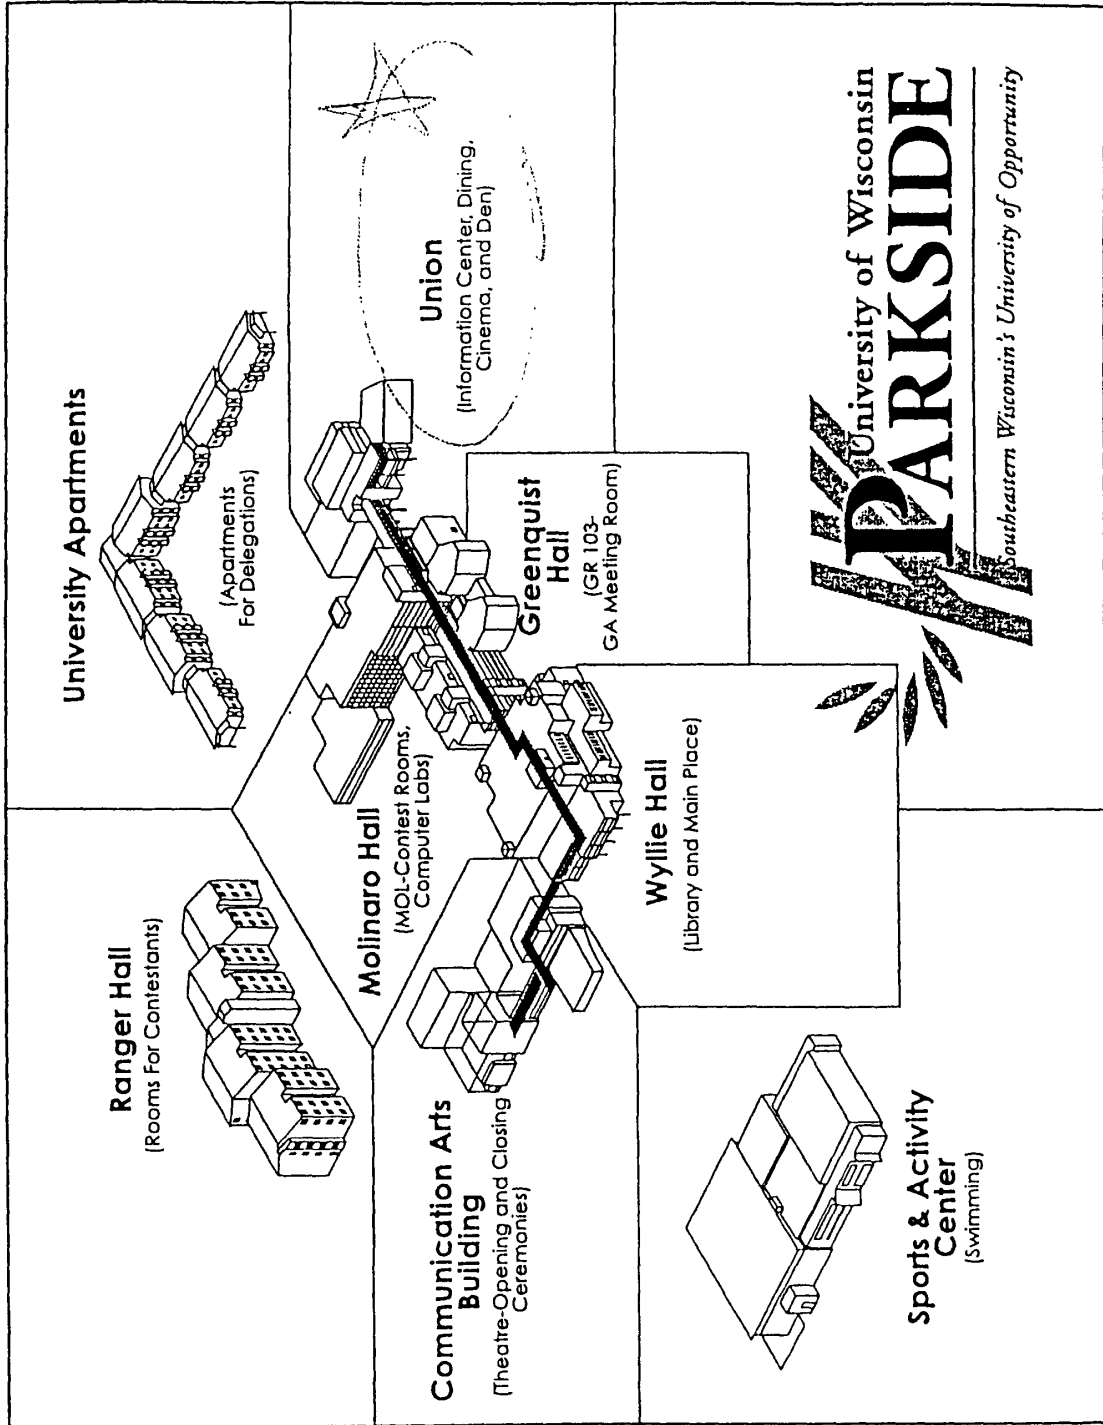 Ranger Hall
(Rooms For Contestants)
University Apartments
(Apartments
For Delegations)
Molinaro Hall
(MOL-Contest Rooms,
Computer Labs)
Union
(Information Center, Dining,
Cinema, and Den)
Communication Arts
Building
(Theatre-Opening and Closing
Ceremonies)
Greenquist
Hall
(GR 103-
GA Meeting Room)
Wyllie Hall
(Library and Main Place)
Sports & Activity
Center
(Swimming)
University of Wisconsin
PARKSIDE
Southeastern Wisconsin's University of Opportunity